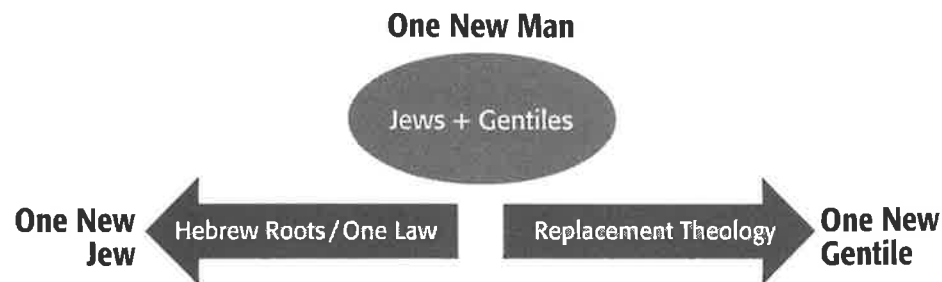 One New Man
Jews + Gentiles
One New
Jew
Hebrew Roots/One Law
Replacement Theology
One New
Gentile